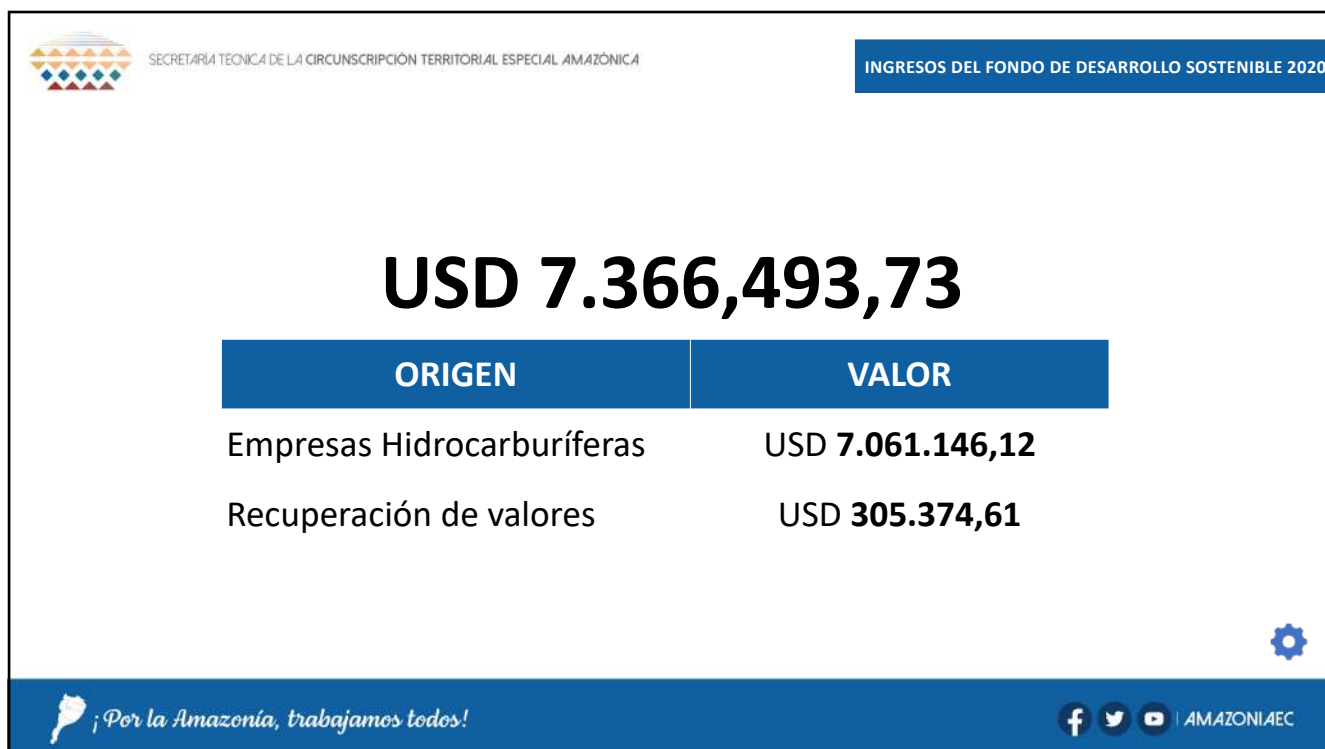 SECRETARÍA TÉCNICA DE LA CIRCUNSCRIPCIÓN TERRITORIAL ESPECIAL AMAZÓNICA
INGRESOS DEL FONDO DE DESARROLLO SOSTENIBLE 2020
USD 7.366,493,73
ORIGEN VALOR
Empresas Hidrocarburíferas USD 7.061.146,12
Recuperación de valores USD 305.374,61
¡Por la Amazonía, trabajamos todos!
AMAZONIAEC